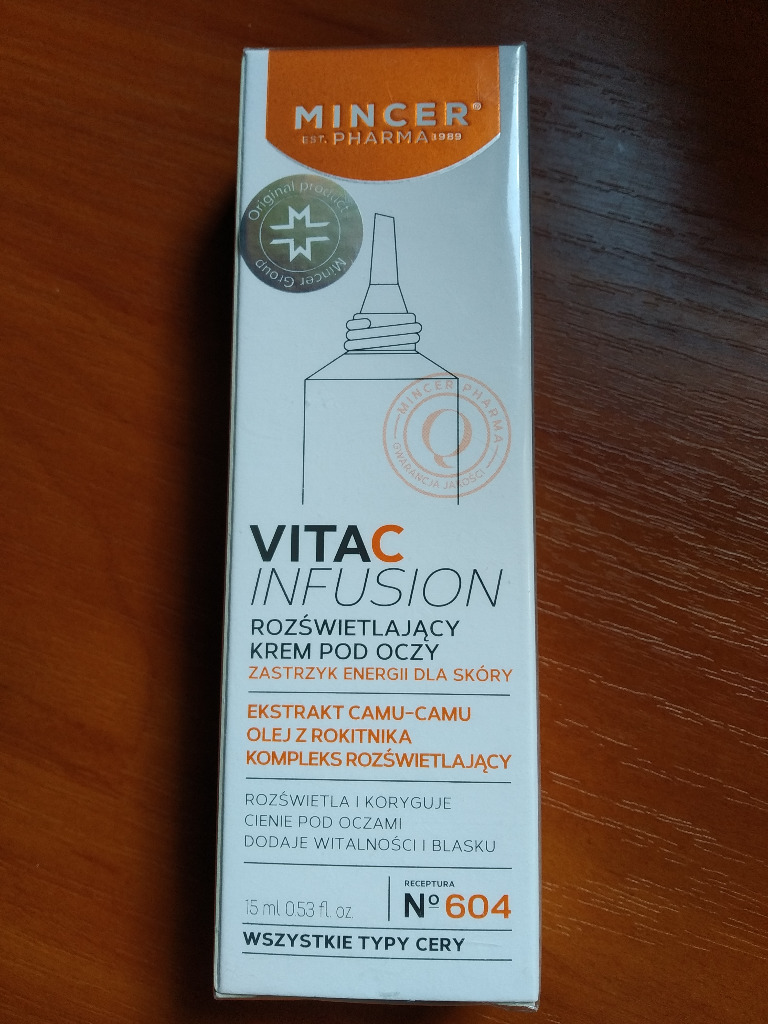 MINCER®
EST. PHARMA 1989
Original product
Mincer Group
MINCER PHARMA
Q
GWARANCJA JAKOŚCI
VITAC
INFUSION
ROZŚWIETLAJĄCY
KREM POD OCZY
ZASTRZYK ENERGII DLA SKÓRY
EKSTRAKT CAMU-CAMU
OLEJ Z ROKITNIKA
KOMPLEKS ROZŚWIETLAJĄCY
ROZŚWIETLA I KORYGUJE
CIENIE POD OCZAMI
DODAJE WITALNOŚCI I BLASKU
15 ml 0.53 fl. oz.
RECEPTURA
Nº 604
WSZYSTKIE TYPY CERY